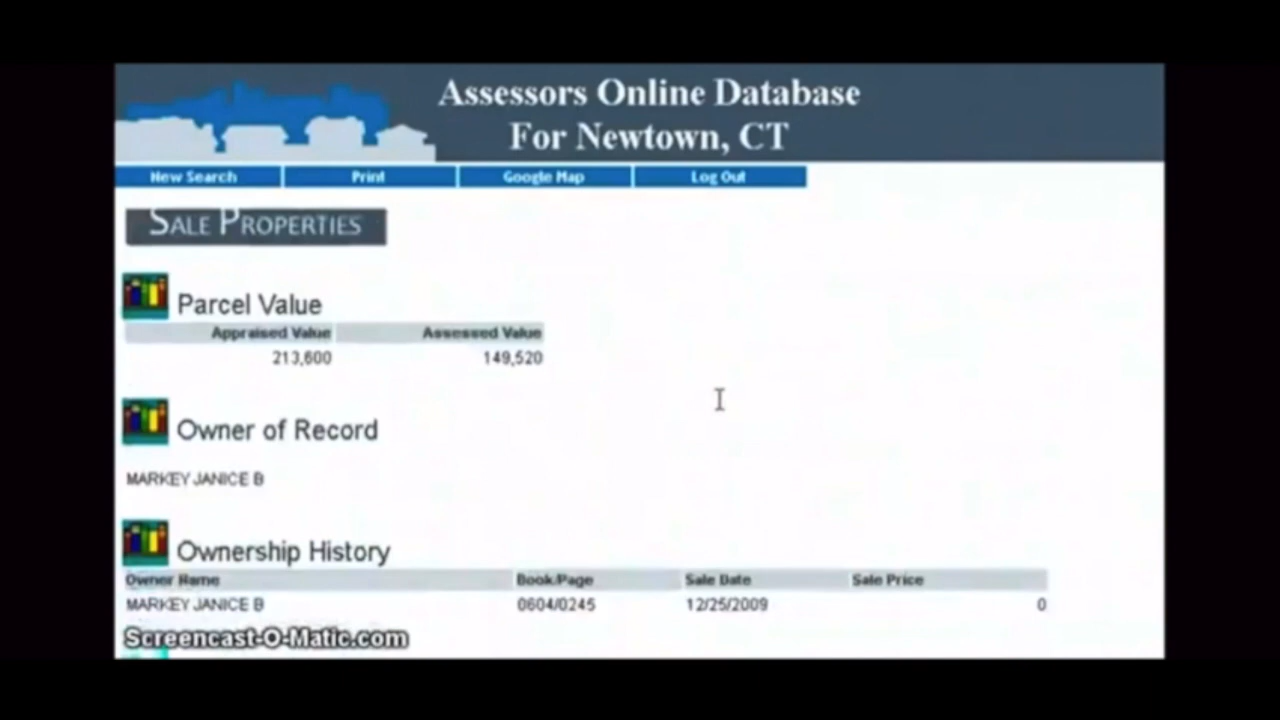 Assessors Online Database
For Newtown, CT
New Search Print Google Map Log Out
SALE PROPERTIES
Parcel Value
Appraised Value Assessed Value
213,600 149,520
Owner of Record
MARKEY JANICE B
Ownership History
Owner Name Book/Page Sale Date Sale Price
MARKEY JANICE B 0604/0245 12/25/2009 0
Screencast-O-Matic.com